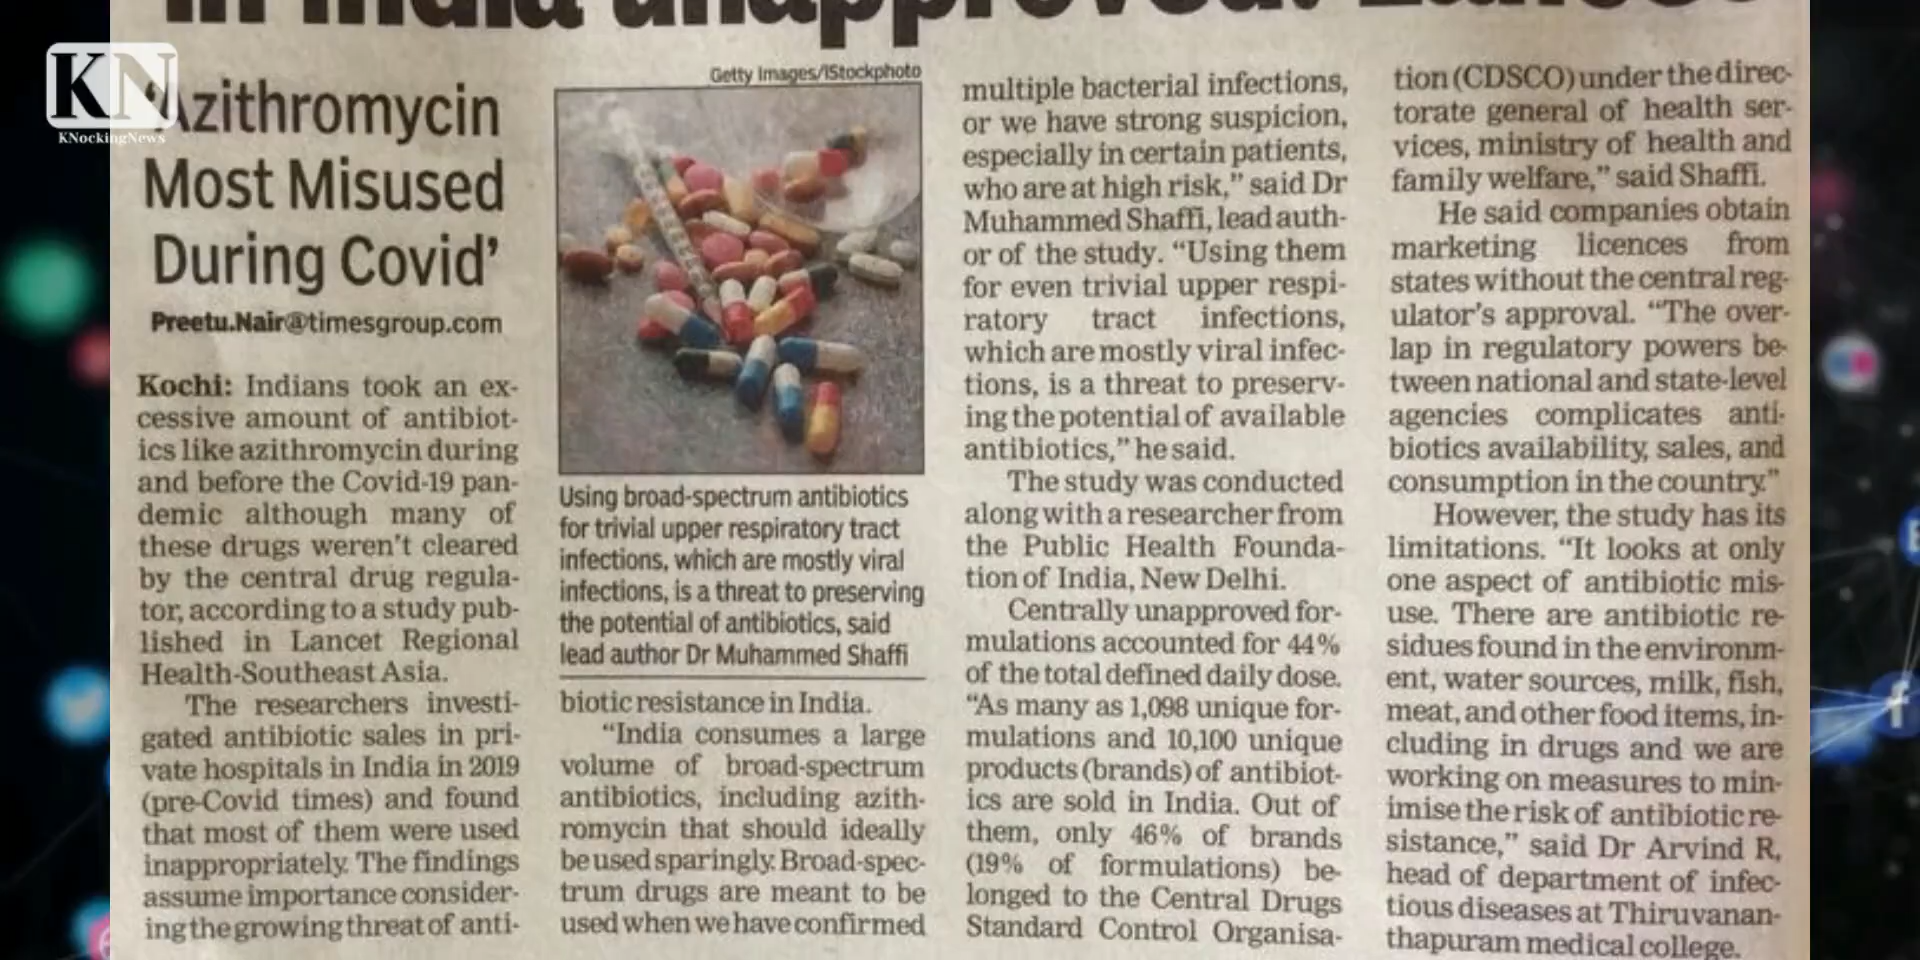 KN
KNockingNews
'Azithromycin
Most Misused
During Covid'
Preetu.Nair@timesgroup.com
Kochi: Indians took an ex-
cessive amount of antibiot-
ics like azithromycin during
and before the Covid-19 pan-
demic although many of
these drugs weren't cleared
by the central drug regula-
tor, according to a study pub-
lished in Lancet Regional
Health-Southeast Asia.
The researchers investi-
gated antibiotic sales in pri-
vate hospitals in India in 2019
(pre-Covid times) and found
that most of them were used
inappropriately. The findings
assume importance consider-
ing the growing threat of anti-
Getty Images/iStockphoto
Using broad-spectrum antibiotics
for trivial upper respiratory tract
infections, which are mostly viral
infections, is a threat to preserving
the potential of antibiotics, said
lead author Dr Muhammed Shaffi
biotic resistance in India.
"India consumes a large
volume of broad-spectrum
antibiotics, including azith-
romycin that should ideally
be used sparingly. Broad-spec-
trum drugs are meant to be
used when we have confirmed
multiple bacterial infections,
or we have strong suspicion,
especially in certain patients,
who are at high risk," said Dr
Muhammed Shaffi, lead auth-
or of the study. "Using them
for even trivial upper respi-
ratory tract infections,
which are mostly viral infec-
tions, is a threat to preserv-
ing the potential of available
antibiotics," he said.
The study was conducted
along with a researcher from
the Public Health Founda-
tion of India, New Delhi.
Centrally unapproved for-
mulations accounted for 44%
of the total defined daily dose.
"As many as 1,098 unique for-
mulations and 10,100 unique
products (brands) of antibiot-
ics are sold in India. Out of
them, only 46% of brands
(19% of formulations) be-
longed to the Central Drugs
Standard Control Organisa-
tion (CDSCO) under the direc-
torate general of health ser-
vices, ministry of health and
family welfare," said Shaffi.
He said companies obtain
marketing licences from
states without the central reg-
ulator's approval. "The over-
lap in regulatory powers be-
tween national and state-level
agencies complicates anti-
biotics availability, sales, and
consumption in the country."
However, the study has its
limitations. "It looks at only
one aspect of antibiotic mis-
use. There are antibiotic re-
sidues found in the environm-
ent, water sources, milk, fish,
meat, and other food items, in-
cluding in drugs and we are
working on measures to min-
imise the risk of antibiotic re-
sistance," said Dr Arvind R,
head of department of infec-
tious diseases at Thiruvanan-
thapuram medical college.